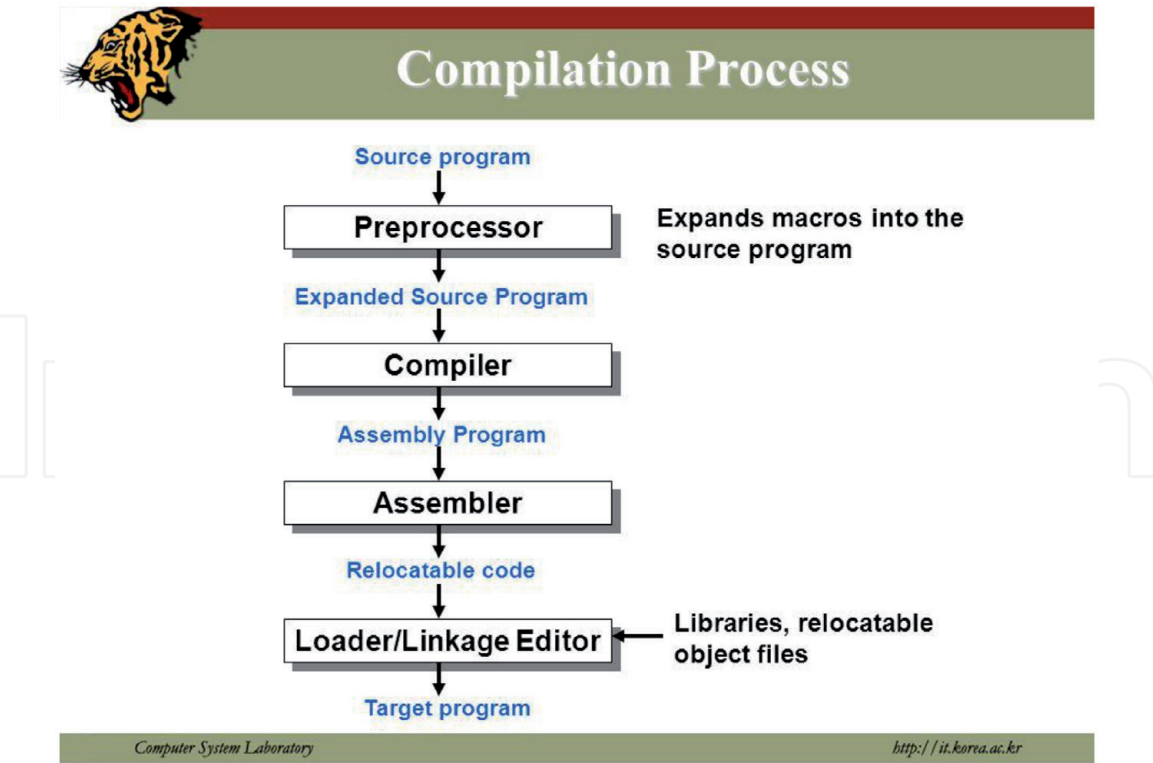 Compilation Process
Source program
Preprocessor
Expands macros into the
source program
Expanded Source Program
Compiler
Assembly Program
Assembler
Relocatable code
Loader/Linkage Editor
Libraries, relocatable
object files
Target program
Computer System Laboratory
http://it.korea.ac.kr